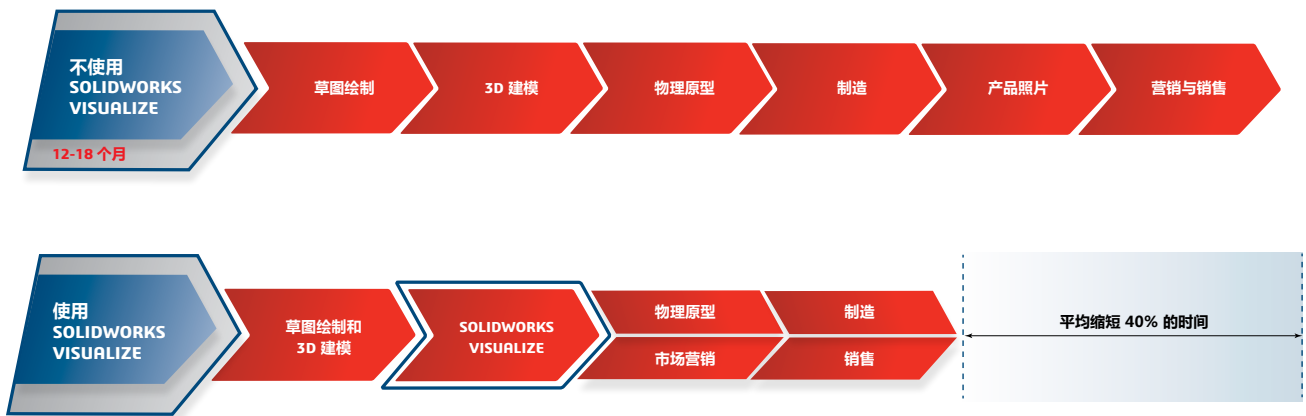 不使用
SOLIDWORKS
VISUALIZE
12-18 个月
草图绘制
3D 建模
物理原型
制造
产品照片
营销与销售
使用
SOLIDWORKS
VISUALIZE
草图绘制和
3D 建模
SOLIDWORKS
VISUALIZE
物理原型
制造
市场营销
销售
平均缩短 40% 的时间